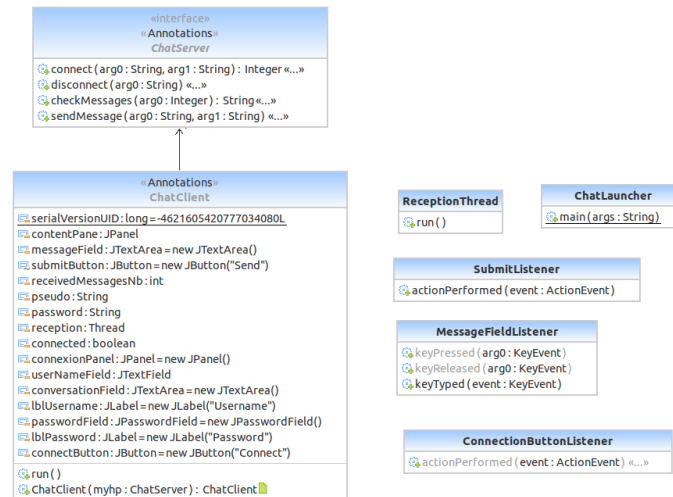 «interface»
«Annotations»
ChatServer
connect(arg0 : String, arg1 : String) : Integer «...»
disconnect(arg0 : String) «...»
checkMessages(arg0 : Integer) : String «...»
sendMessage(arg0 : String, arg1 : String) «...»
«Annotations»
ChatClient
serialVersionUID : long = -4621605420777034080L
contentPane : JPanel
messageField : JTextArea = new JTextArea()
submitButton : JButton = new JButton("Send")
receivedMessagesNb : int
pseudo : String
password : String
reception : Thread
connected : boolean
connexionPanel : JPanel = new JPanel()
userNameField : JTextField
conversationField : JTextArea = new JTextArea()
lblUsername : JLabel = new JLabel("Username")
passwordField : JPasswordField = new JPasswordField()
lblPassword : JLabel = new JLabel("Password")
connectButton : JButton = new JButton("Connect")
run()
ChatClient(myhp : ChatServer) : ChatClient
ReceptionThread
run()
ChatLauncher
main(args : String)
SubmitListener
actionPerformed(event : ActionEvent)
MessageFieldListener
keyPressed(arg0 : KeyEvent)
keyReleased(arg0 : KeyEvent)
keyTyped(event : KeyEvent)
ConnectionButtonListener
actionPerformed(event : ActionEvent) «...»